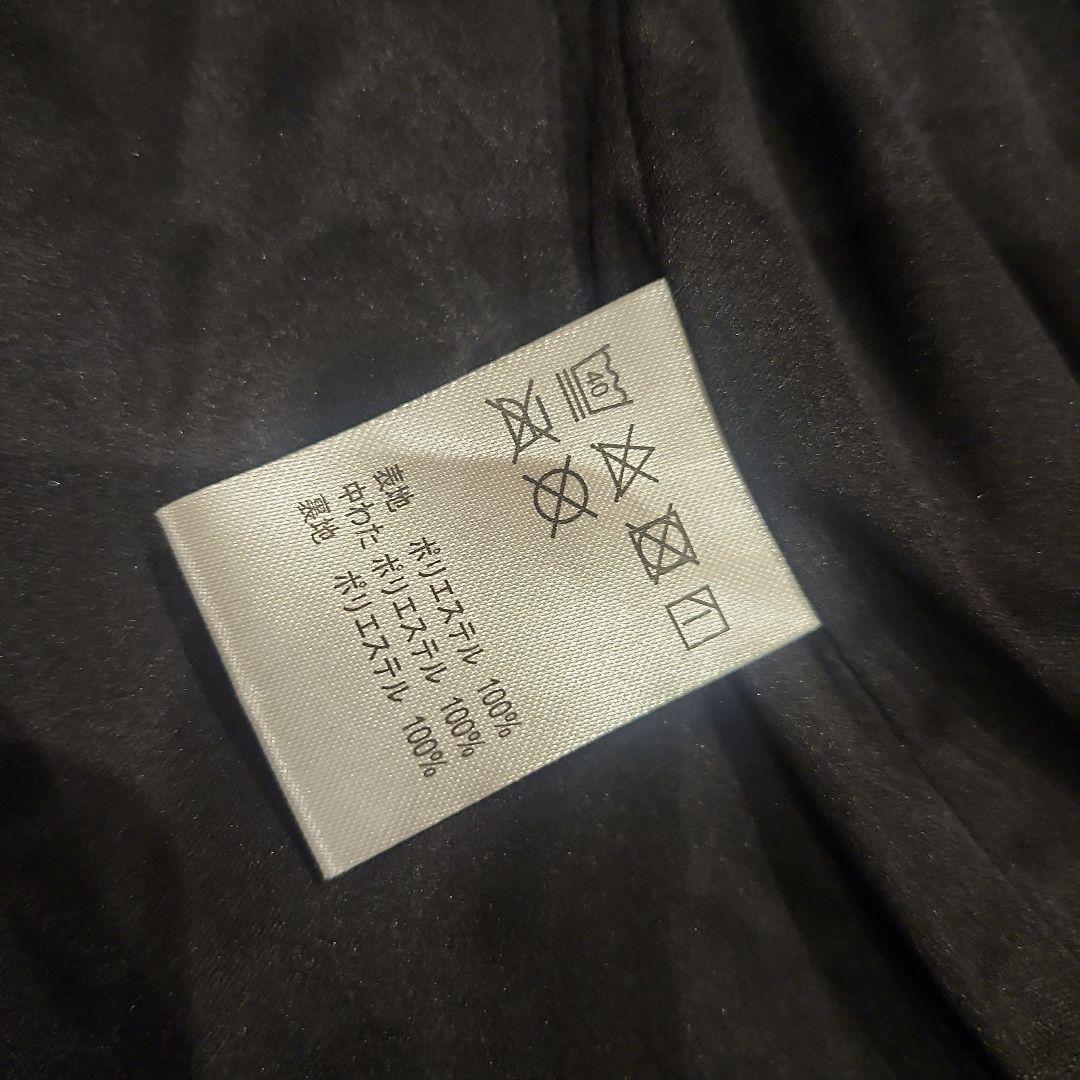 40
表地 ポリエステル 100%
中わた ポリエステル 100%
裏地 ポリエステル 100%